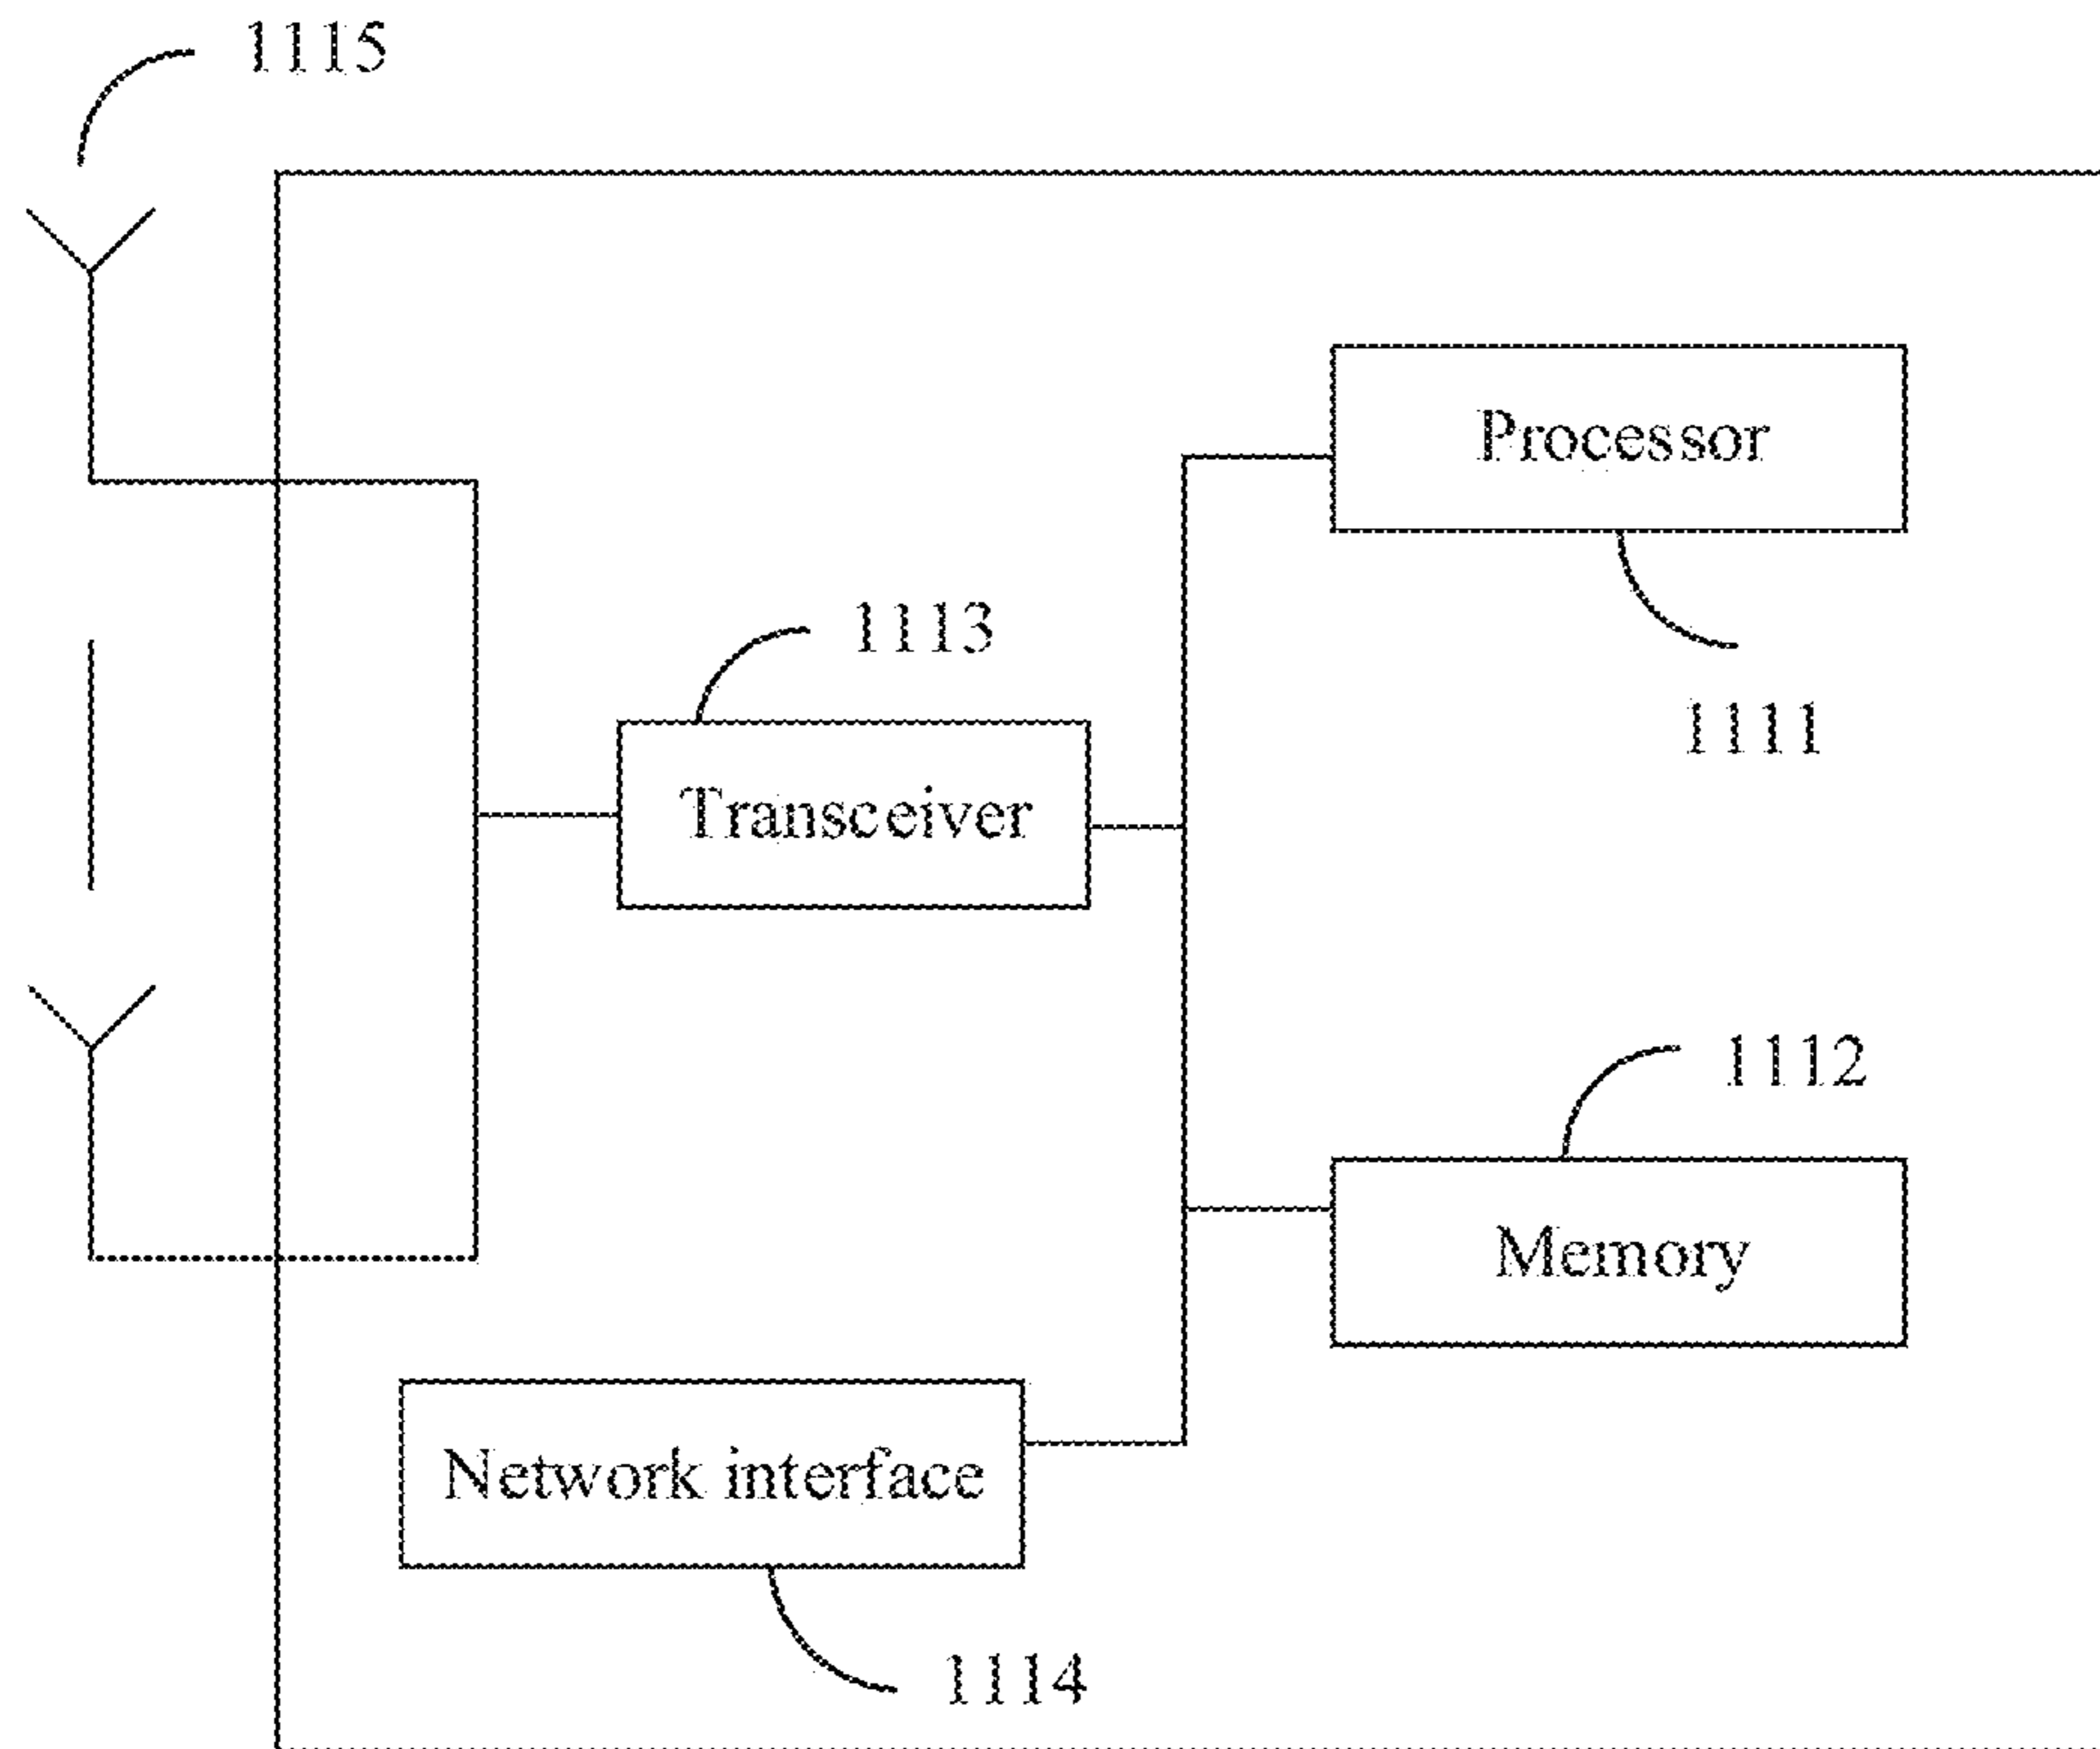 1115
Processor
1113
1111
Transceiver
1112
Memory
Network interface
1114